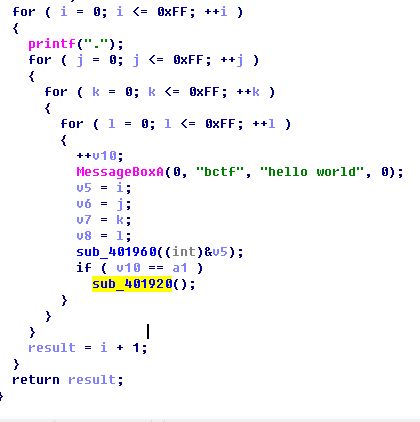 for ( i = 0; i <= 0xFF; ++i )
{
printf(".");
for ( j = 0; j <= 0xFF; ++j )
{
for ( k = 0; k <= 0xFF; ++k )
{
for ( l = 0; l <= 0xFF; ++l )
{
++v10;
MessageBoxA(0, "bctf", "hello world", 0);
v5 = i;
v6 = j;
v7 = k;
v8 = l;
sub_401960((int)&v5);
if ( v10 == a1 )
sub_401920();
}
}
}
result = i + 1;
}
return result;
}